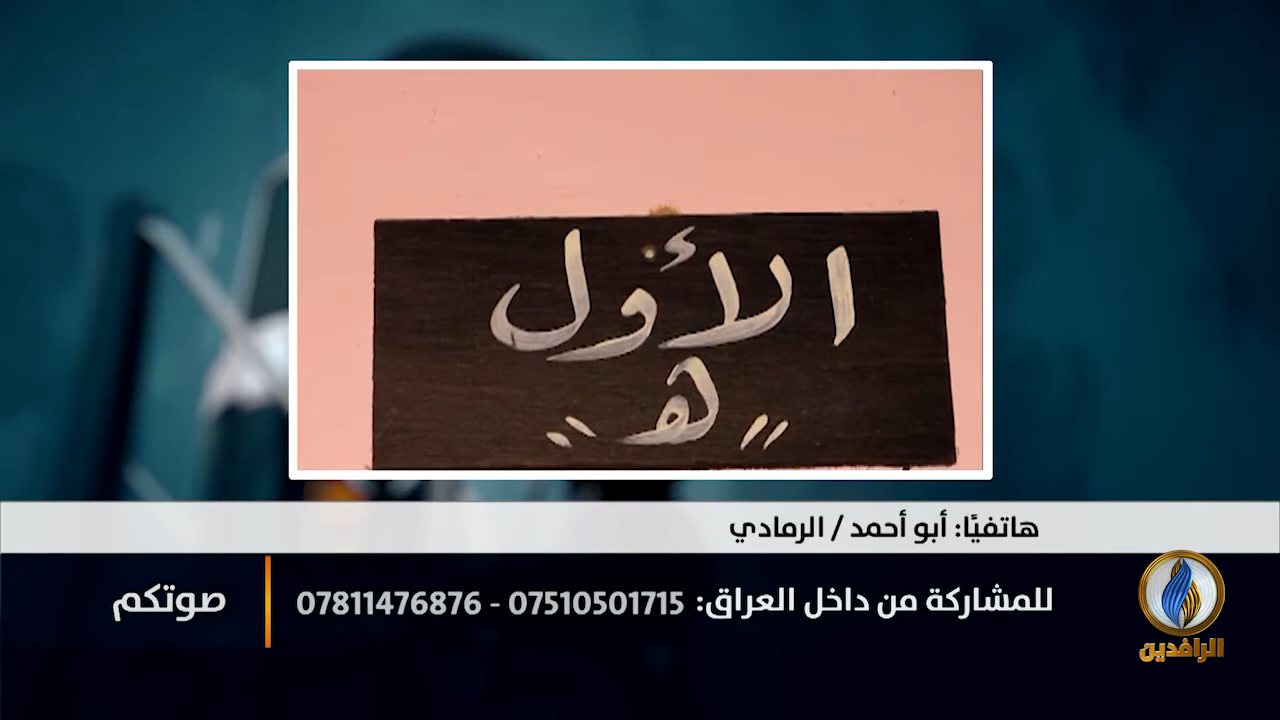 الأول
"ه"
هاتفيًا: أبو أحمد / الرمادي
للمشاركة من داخل العراق: 07510501715 - 07811476876
صوتكم
الرافدين